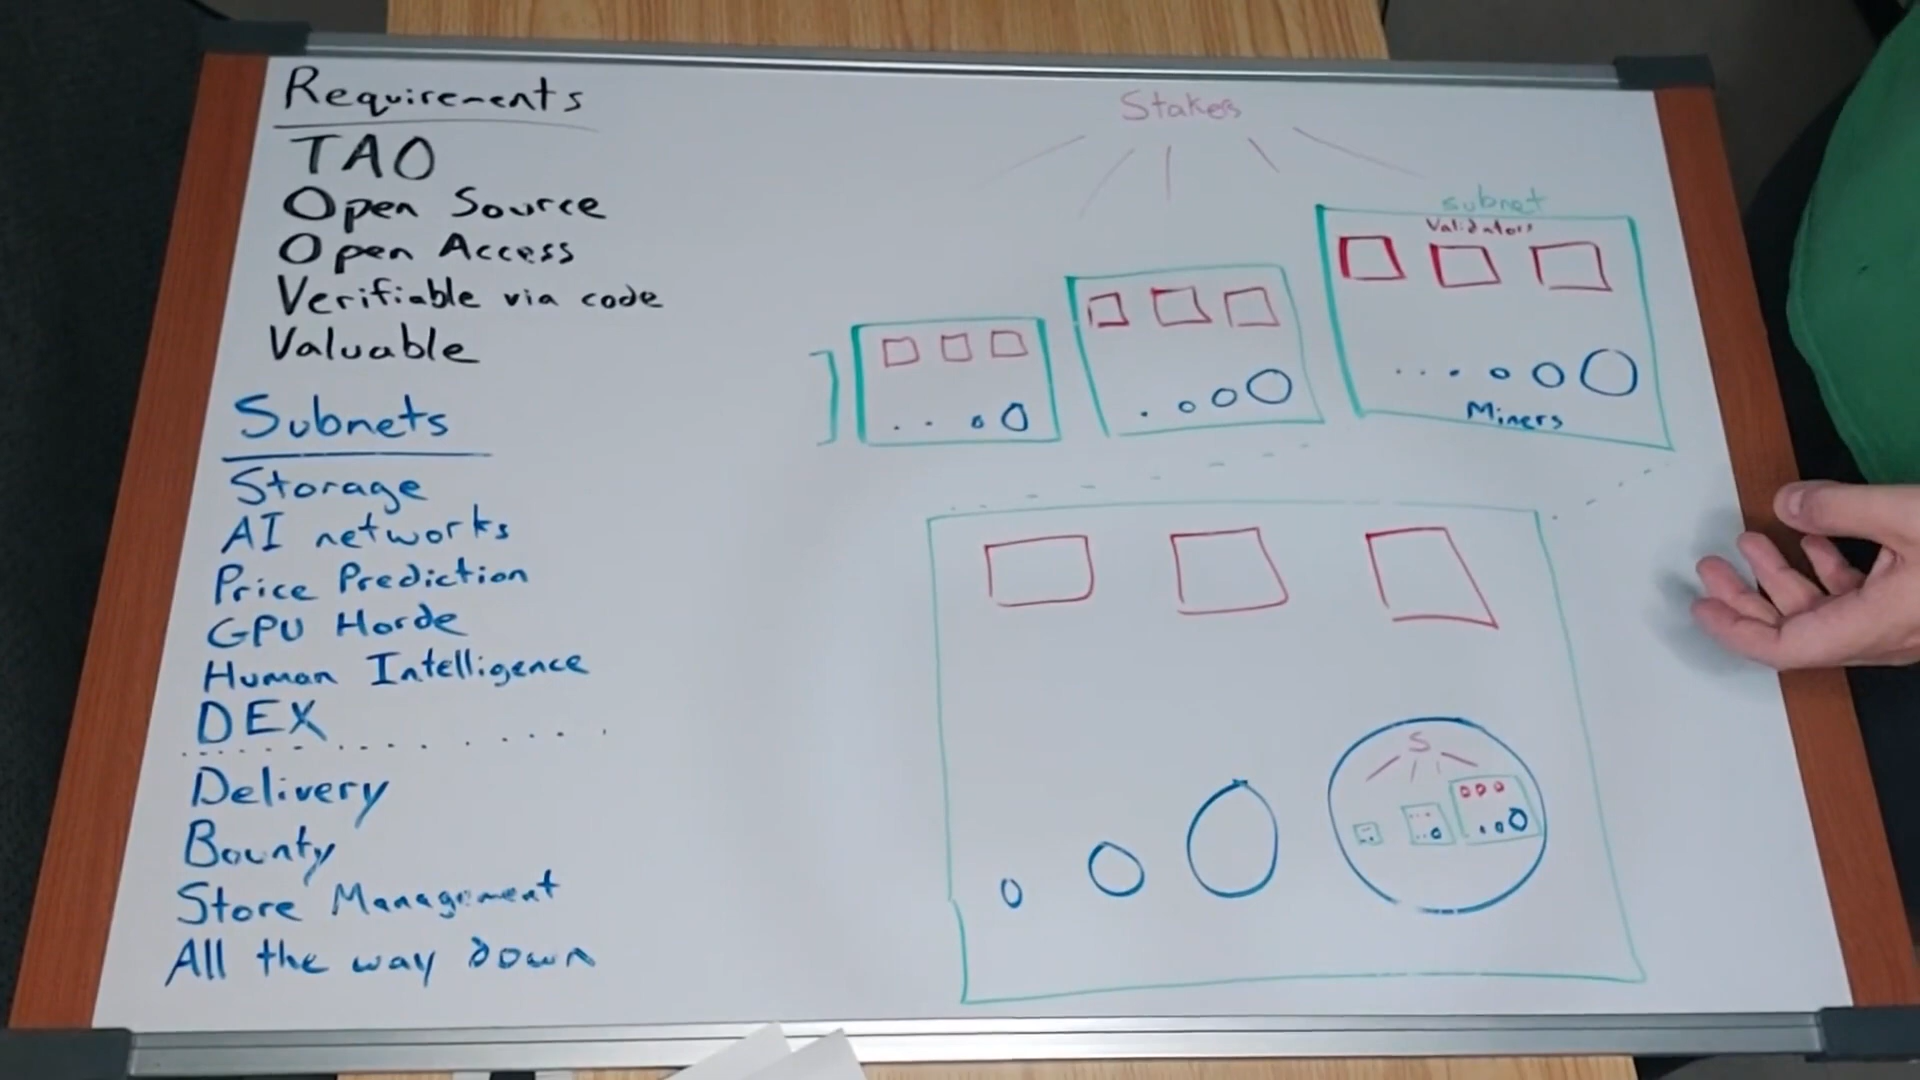 Requirements
TAO
Open Source
Open Access
Verifiable via code
Valuable
Subnets
Storage
AI networks
Price Prediction
GPU Horde
Human Intelligence
DEX
Delivery
Bounty
Store Management
All the way down
Stakers
subnet
Validators
Miners
S